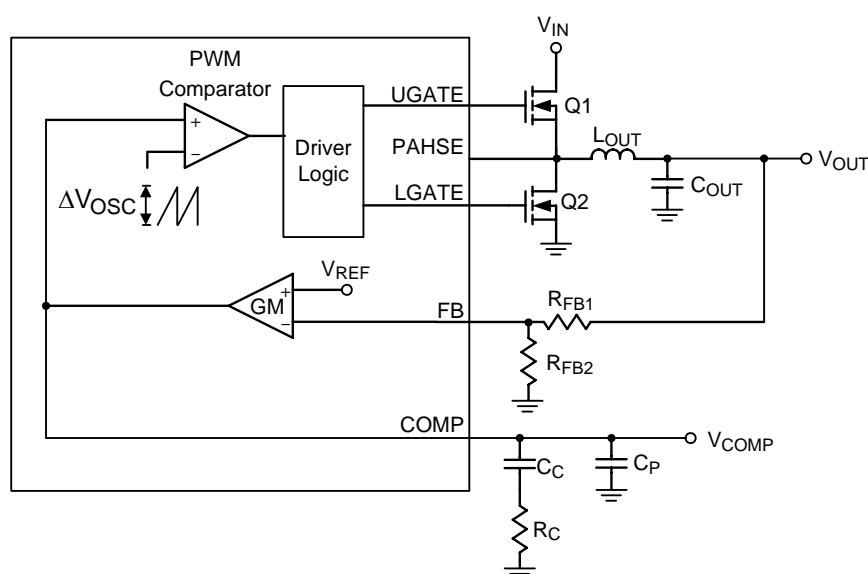 V_IN
PWM
Comparator
UGATE
Q1
+
−
Driver
Logic
PAHSE
L_OUT
V_OUT
C_OUT
ΔV_OSC
LGATE
Q2
V_REF
+
GM
−
FB
R_FB1
R_FB2
COMP
V_COMP
C_C
C_P
R_C